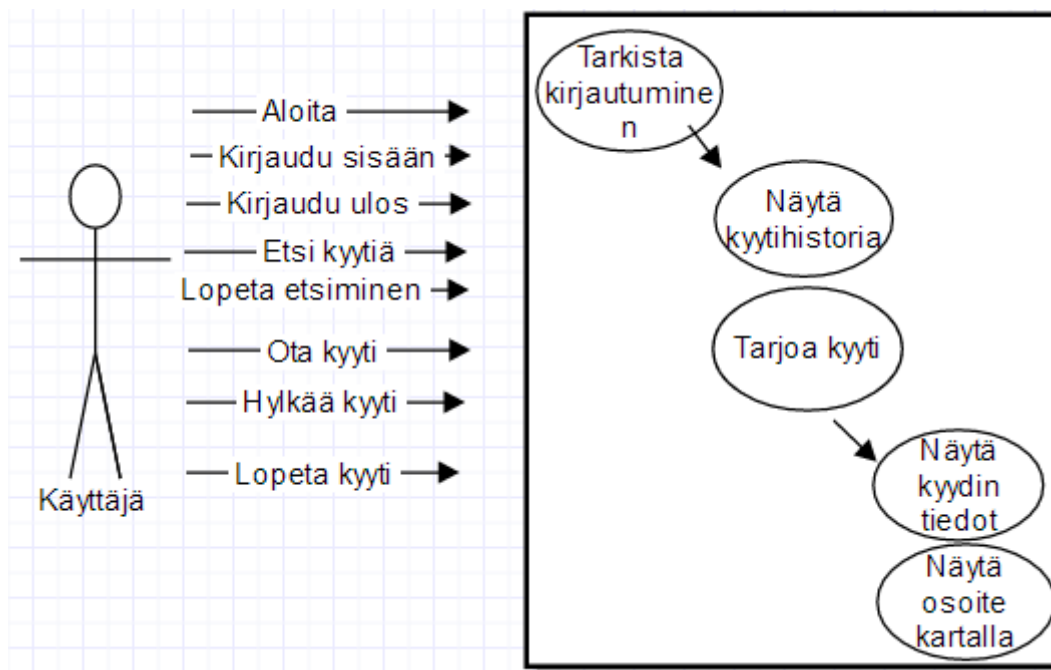 Aloita
Kirjaudu sisään
Kirjaudu ulos
Etsi kyytiä
Lopeta etsiminen
Ota kyyti
Hylkää kyyti
Lopeta kyyti
Käyttäjä
Tarkista
kirjautumine
n
Näytä
kyytihistoria
Tarjoa kyyti
Näytä
kyydin
tiedot
Näytä
osoite
kartalla